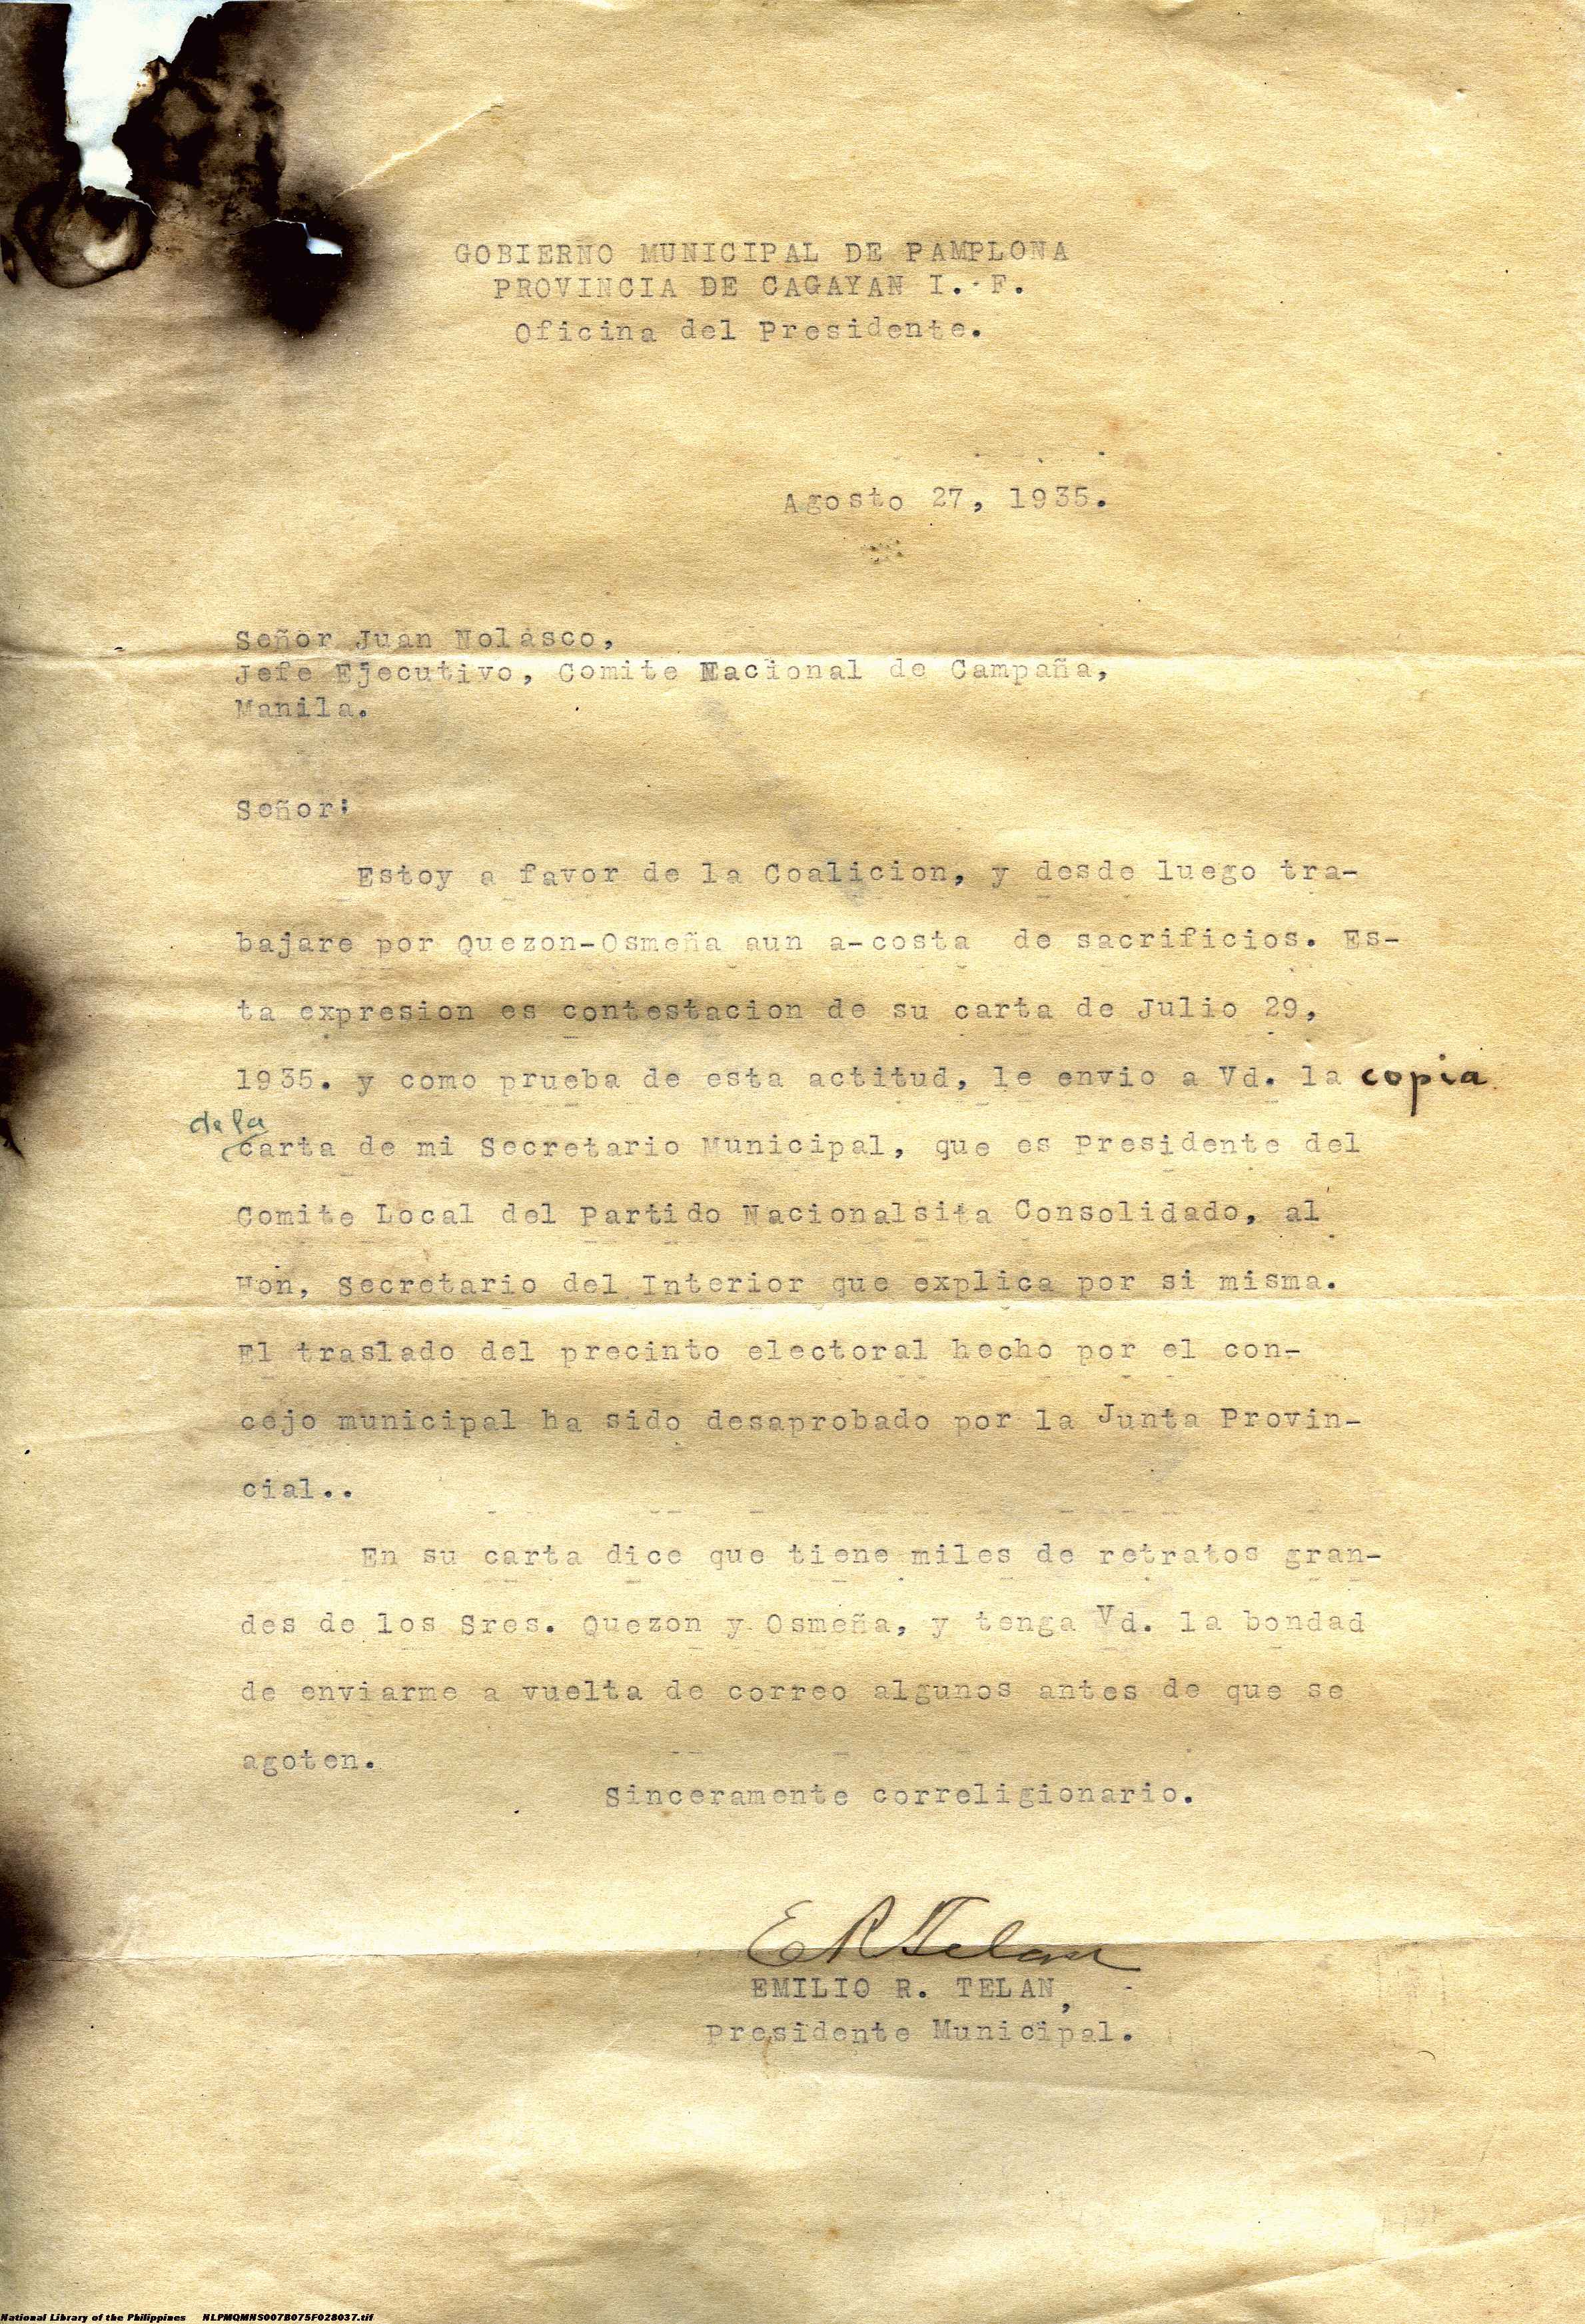 GOBIERNO MUNICIPAL DE PAMPLONA
PROVINCIA DE CAGAYAN I. F.
Oficina del Presidente.
Agosto 27, 1935.
Señor Juan Nolasco,
Jefe Ejecutivo, Comite Nacional de Campaña,
Manila.
Señor:
Estoy a favor de la Coalicion, y desde luego tra-
bajare por Quezon-Osmeña aun a-costa de sacrificios. Es-
ta expresion es contestacion de su carta de Julio 29,
1935. y como prueba de esta actitud, le envio a Vd. la copia
de la
carta de mi Secretario Municipal, que es Presidente del
Comite Local del Partido Nacionalsita Consolidado, al
Hon, Secretario del Interior que explica por si misma.
El traslado del precinto electoral hecho por el con-
cejo municipal ha sido desaprobado por la Junta Provin-
cial..
En su carta dice que tiene miles de retratos gran-
des de los Sres. Quezon y Osmeña, y tenga Vd. la bondad
de enviarme a vuelta de correo algunos antes de que se
agoten.
Sinceramente correligionario.
E R Telan
EMILIO R. TELAN,
Presidente Municipal.
National Library of the Philippines NLPMQMNS007B075F028037.tif